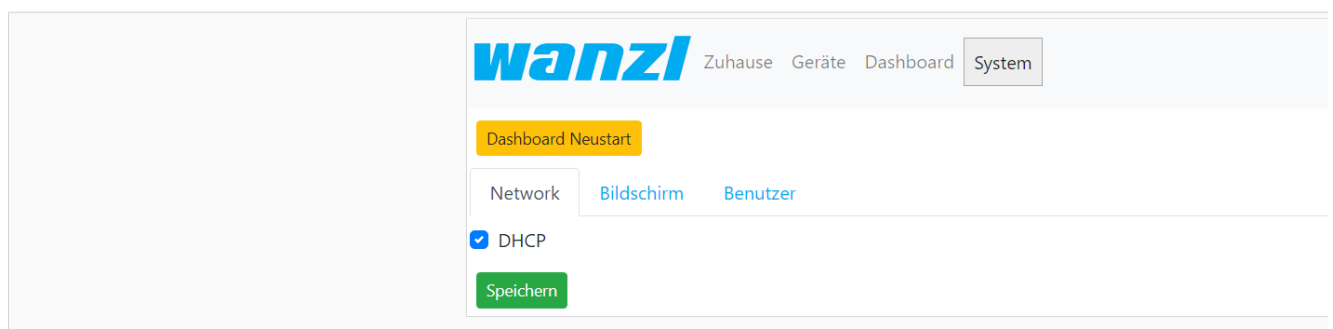 wanzl Zuhause Geräte Dashboard System
Dashboard Neustart
Network Bildschirm Benutzer
DHCP
Speichern